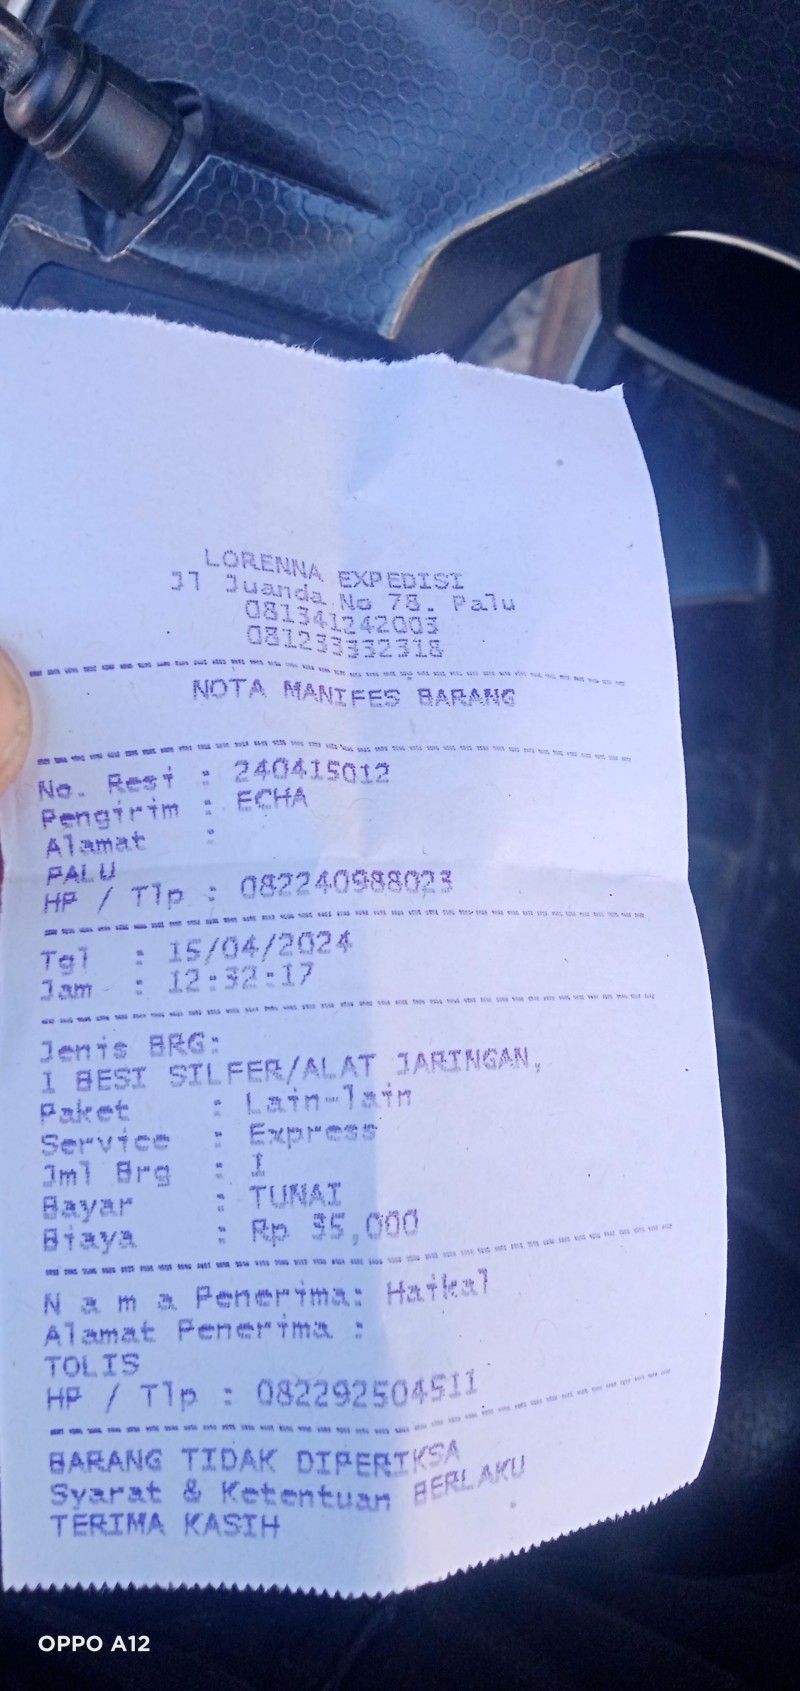 LORENNA EXPEDISI
Jl Juanda No 78. Palu
081341242003
081233332318
NOTA MANIFES BARANG
No. Resi : 240415012
Pengirim : ECHA
Alamat :
PALU
HP / Tlp : 082240988023
Tgl : 15/04/2024
Jam : 12:32:17
Jenis BRG:
1 BESI SILFER/ALAT JARINGAN,
Paket : Lain-lain
Service : Express
Jml Brg : 1
Bayar : TUNAI
Biaya : Rp 35,000
N a m a Penerima: Haikal
Alamat Penerima :
TOLIS
HP / Tlp : 082292504511
BARANG TIDAK DIPERIKSA
Syarat & Ketentuan BERLAKU
TERIMA KASIH
OPPO A12